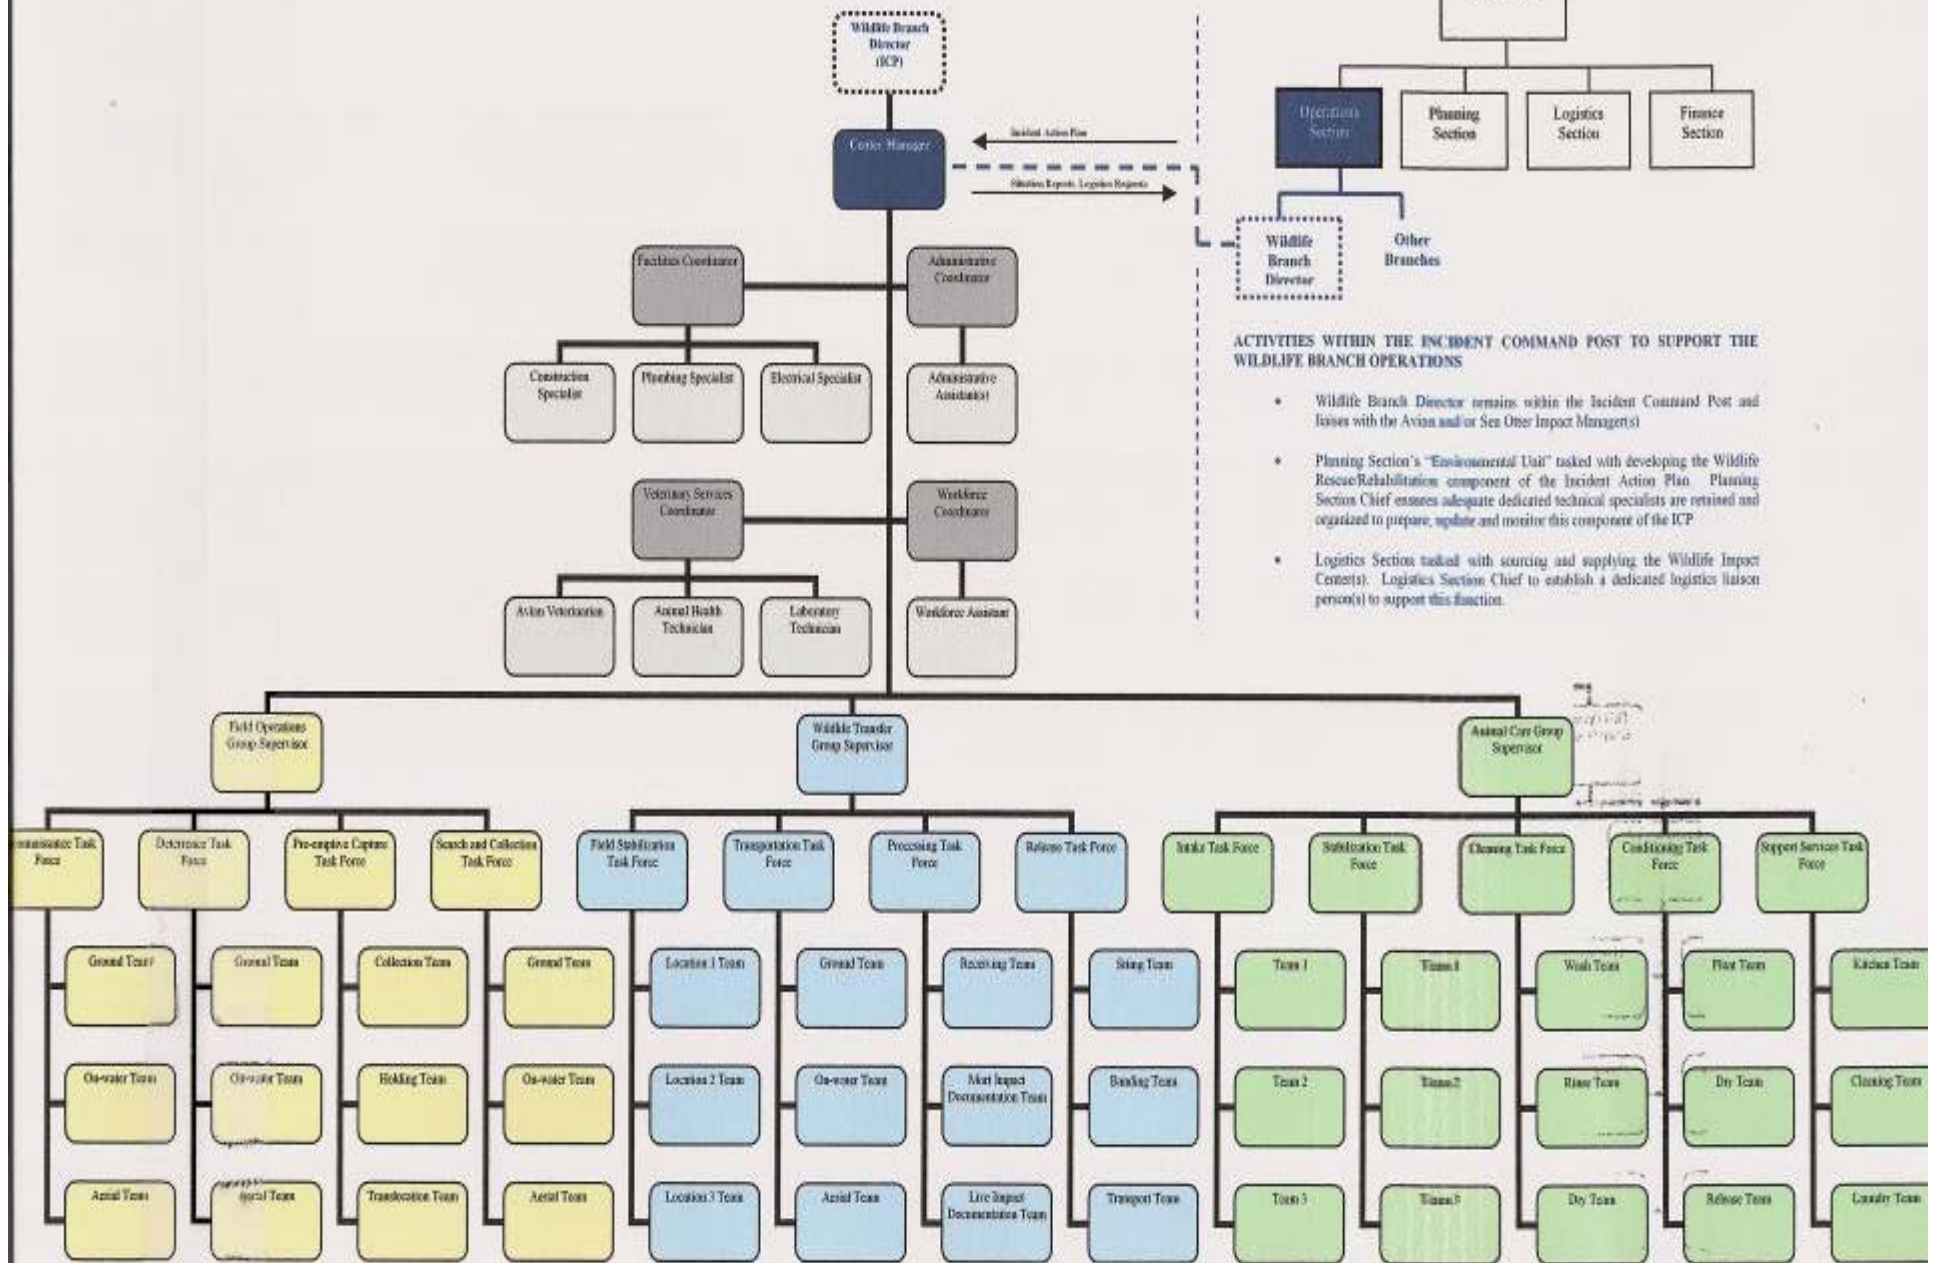 Wildlife Branch
Director
(ICP)
Center Manager
Incident Action Plan
Situation Reports, Logistics Requests
Operations
Section
Planning
Section
Logistics
Section
Finance
Section
Wildlife
Branch
Director
Other
Branches
Facilities Coordinator
Administrative
Coordinator
Construction
Specialist
Plumbing Specialist
Electrical Specialist
Administrative
Assistant(s)
ACTIVITIES WITHIN THE INCIDENT COMMAND POST TO SUPPORT THE
WILDLIFE BRANCH OPERATIONS
• Wildlife Branch Director remains within the Incident Command Post and
liaises with the Avian and/or Sea Otter Impact Manager(s)
• Planning Section's "Environmental Unit" tasked with developing the Wildlife
Rescue/Rehabilitation component of the Incident Action Plan Planning
Section Chief ensures adequate dedicated technical specialists are retained and
organized to prepare, update and monitor this component of the ICP
• Logistics Section tasked with sourcing and supplying the Wildlife Impact
Center(s). Logistics Section Chief to establish a dedicated logistics liaison
person(s) to support this function.
Veterinary Services
Coordinator
Workforce
Coordinator
Avian Veterinarian
Animal Health
Technician
Laboratory
Technician
Workforce Assistant
Field Operations
Group Supervisor
Wildlife Transfer
Group Supervisor
Animal Care Group
Supervisor
Task
Force
Deterrence Task
Force
Pre-emptive Capture
Task Force
Search and Collection
Task Force
Field Stabilization
Task Force
Transportation Task
Force
Processing Task
Force
Release Task Force
Intake Task Force
Stabilization Task
Force
Cleaning Task Force
Conditioning Task
Force
Support Services Task
Force
Ground Team
Ground Team
Collection Team
Ground Team
Location 1 Team
Ground Team
Receiving Team
Siting Team
Team 1
Team 1
Wash Team
Plant Team
Kitchen Team
On-water Team
On-water Team
Holding Team
On-water Team
Location 2 Team
On-water Team
Mort Impact
Documentation Team
Banding Team
Team 2
Team 2
Rinse Team
Dry Team
Cleaning Team
Aerial Team
Aerial Team
Translocation Team
Aerial Team
Location 3 Team
Aerial Team
Live Impact
Documentation Team
Transport Team
Team 3
Team 3
Dry Team
Release Team
Laundry Team